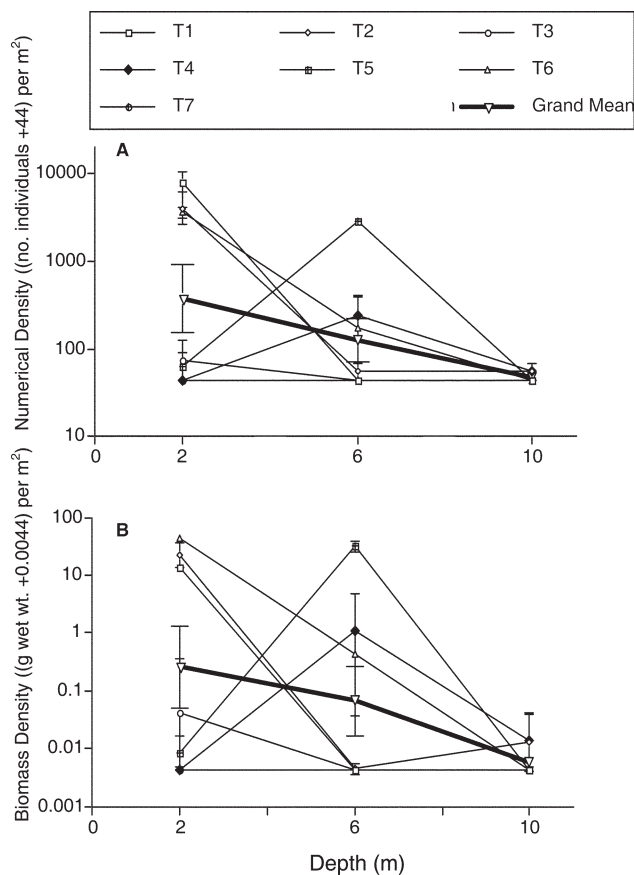 T1 T2 T3
T4 T5 T6
T7 Grand Mean
A
Numerical Density ((no. individuals +44) per m²)
10000
1000
100
10
0 2 6 10
B
Biomass Density ((g wet wt. +0.0044) per m²)
100
10
1
0.1
0.01
0.001
0 2 6 10
Depth (m)